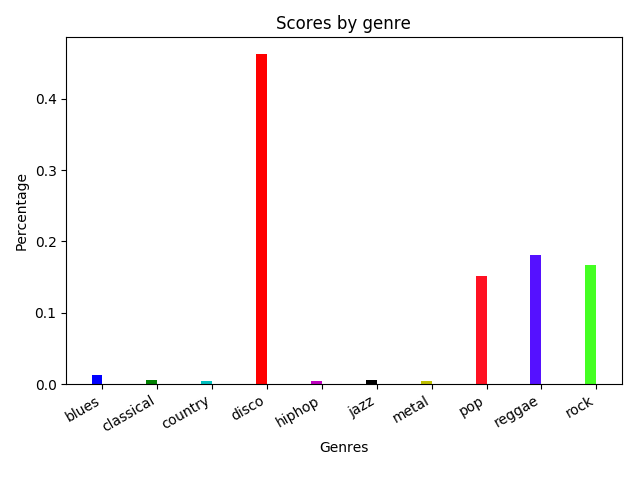 Scores by genre
Percentage
0.4
0.3
0.2
0.1
0.0
blues
classical
country
disco
hiphop
jazz
metal
pop
reggae
rock
Genres